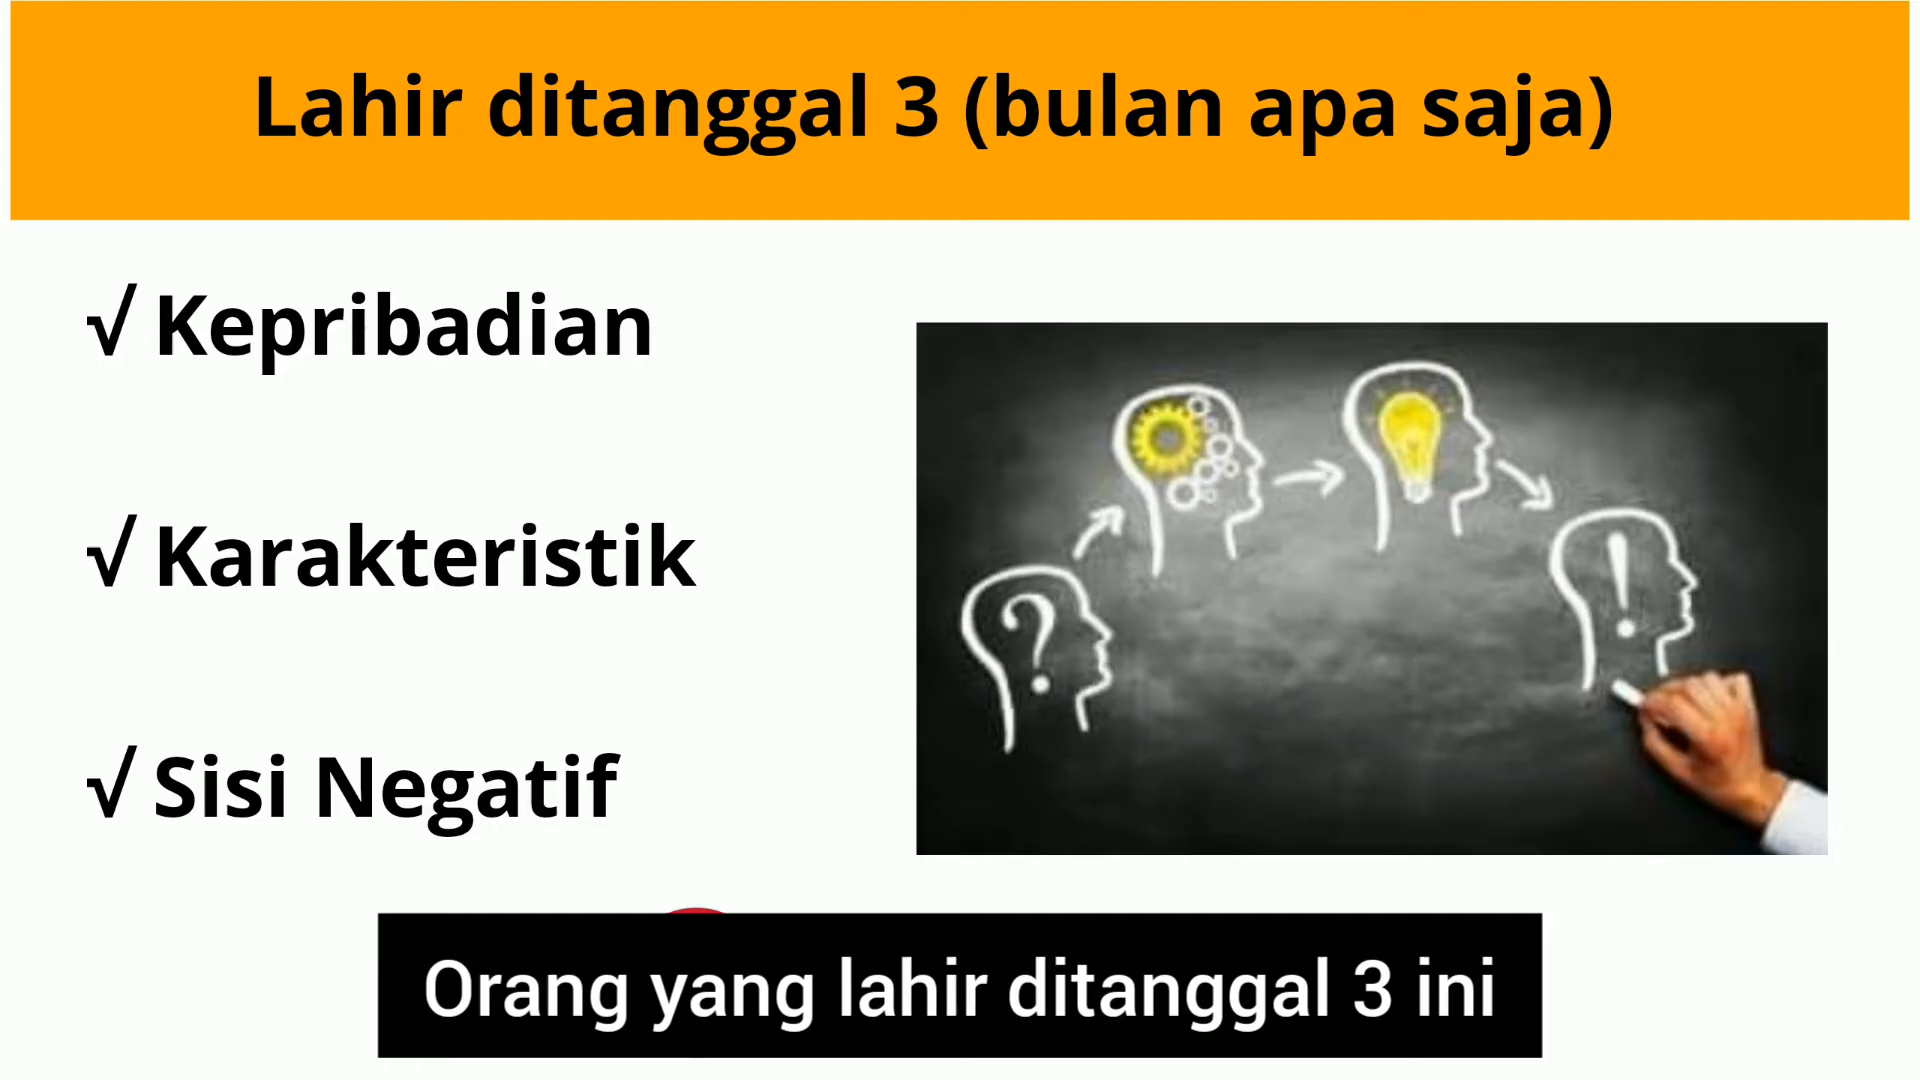 Lahir ditanggal 3 (bulan apa saja)
√ Kepribadian
√ Karakteristik
√ Sisi Negatif
?
!
Orang yang lahir ditanggal 3 ini